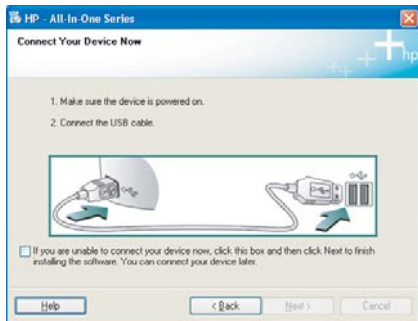 HP - All-In-One Series
Connect Your Device Now
hp
1. Make sure the device is powered on.
2. Connect the USB cable.
If you are unable to connect your device now, click this box and then click Next to finish
installing the software. You can connect your device later.
Help
< Back
Next >
Cancel